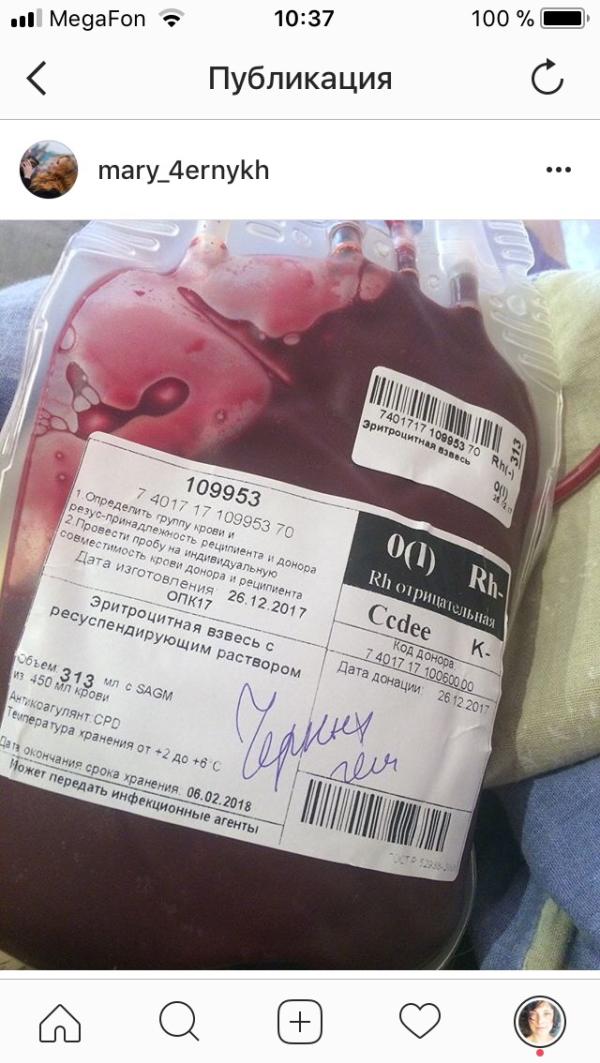 MegaFon 10:37 100 %
Публикация
mary_4ernykh
7401717 109953 70
Эритроцитная взвесь
Rh(-)
0(I)
313
109953
7 4017 17 109953 70
1.Определить группу крови и
резус-принадлежность реципиента и донора
2.Провести пробу на индивидуальную
совместимость крови донора и реципиента
Дата изготовления: 26.12.2017
ОПК17
Эритроцитная взвесь с
ресуспендирующим раствором
Объем 313 мл с SAGM
из 450 мл крови
Антикоагулянт: CPD
Температура хранения от +2 до +6°C
Дата окончания срока хранения: 06.02.2018
Может передать инфекционные агенты
0(I) Rh-
Rh отрицательная
Ccdee K-
Код донора:
7 4017 17 100600 00
Дата донации: 26.12.2017
Черных
гем